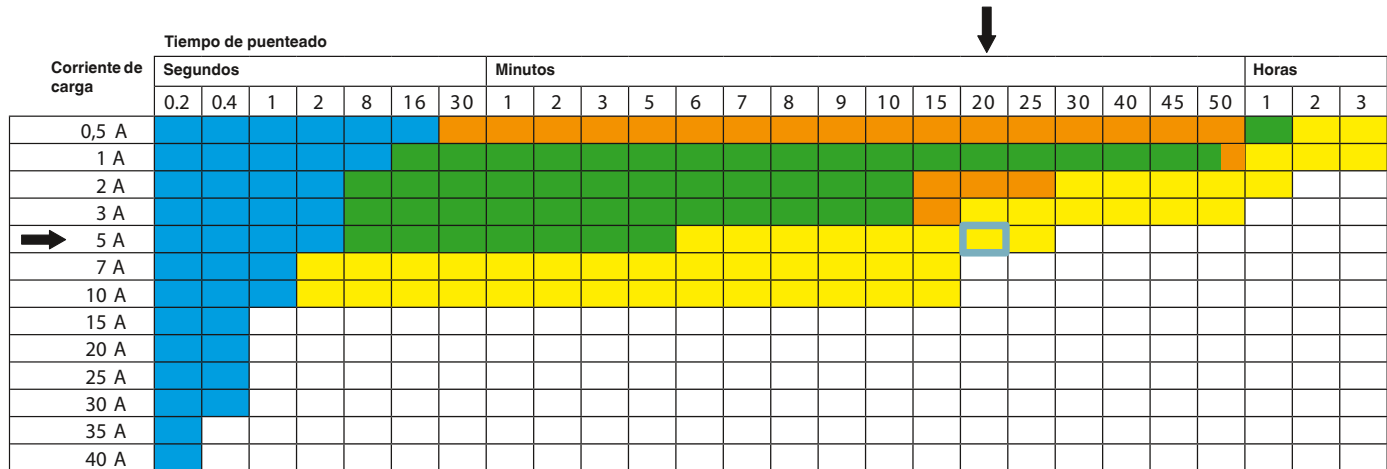 Tiempo de puenteado
Corriente de carga
Segundos Minutos Horas
0.2 0.4 1 2 8 16 30 1 2 3 5 6 7 8 9 10 15 20 25 30 40 45 50 1 2 3
0,5 A
1 A
2 A
3 A
5 A
7 A
10 A
15 A
20 A
25 A
30 A
35 A
40 A